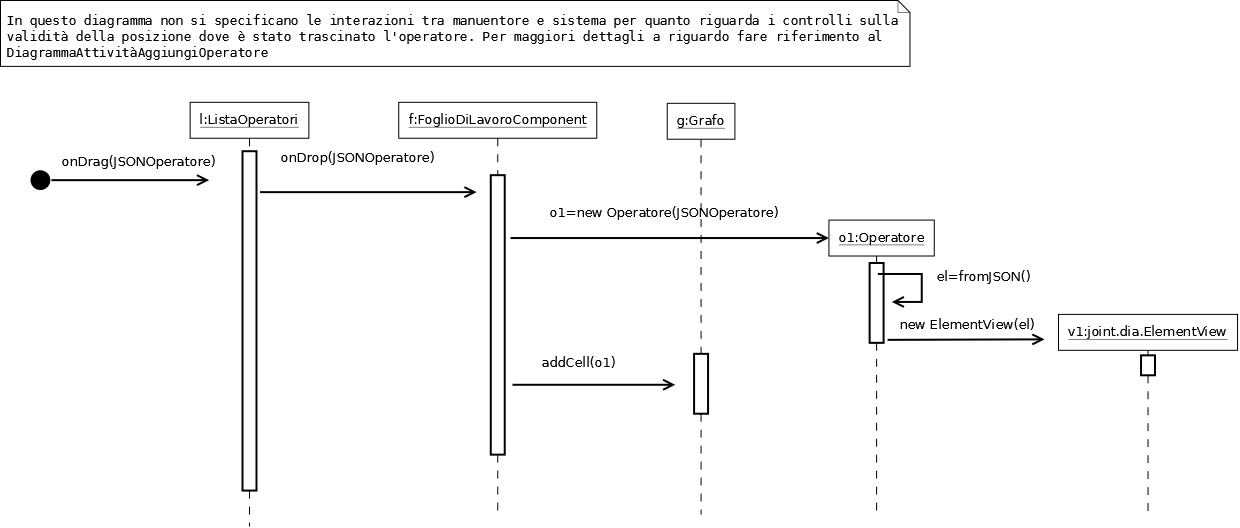 In questo diagramma non si specificano le interazioni tra manuentore e sistema per quanto riguarda i controlli sulla
validità della posizione dove è stato trascinato l'operatore. Per maggiori dettagli a riguardo fare riferimento al
DiagrammaAttivitàAggiungiOperatore
l:ListaOperatori
f:FoglioDiLavoroComponent
g:Grafo
onDrag(JSONOperatore)
onDrop(JSONOperatore)
o1=new Operatore(JSONOperatore)
o1:Operatore
el=fromJSON()
new ElementView(el)
v1:joint.dia.ElementView
addCell(o1)